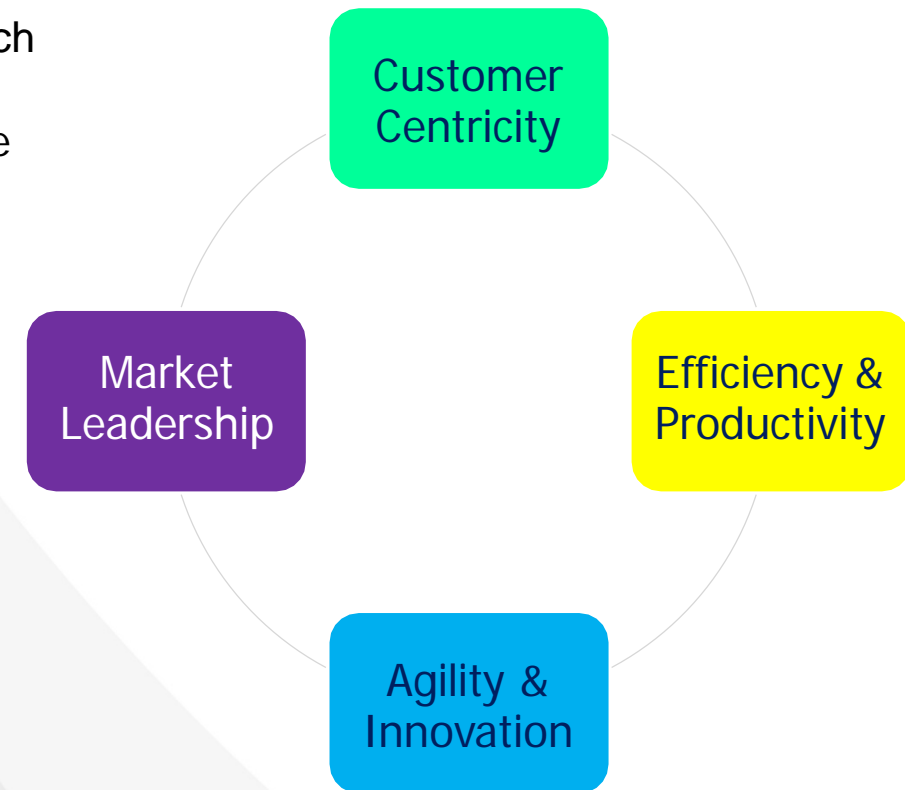 ch
e
Customer
Centricity
Market
Leadership
Efficiency &
Productivity
Agility &
Innovation